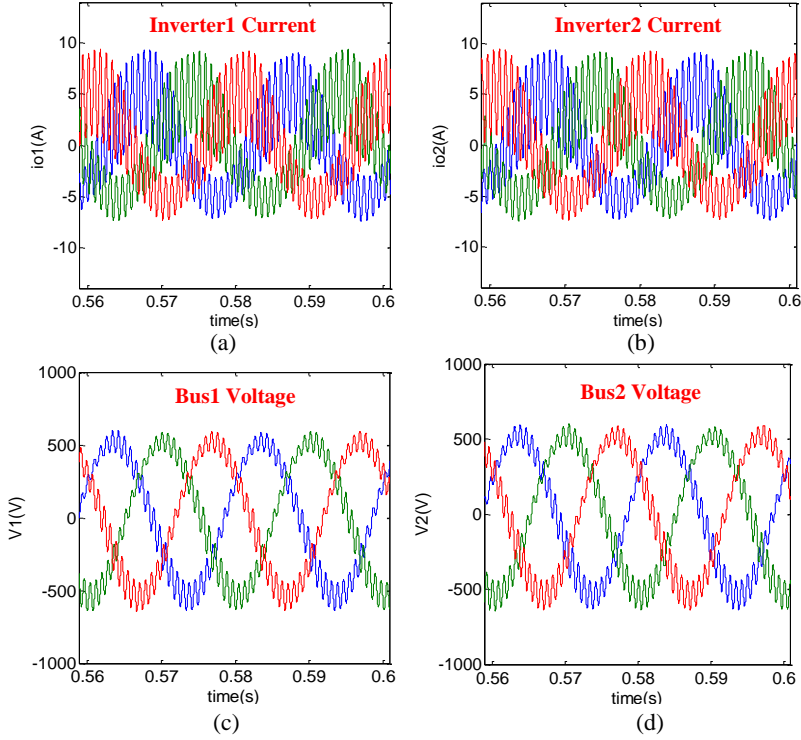 Inverter1 Current
io1(A)
10
5
0
-5
-10
0.56 0.57 0.58 0.59 0.6
time(s)
(a)
Inverter2 Current
io2(A)
10
5
0
-5
-10
0.56 0.57 0.58 0.59 0.6
time(s)
(b)
Bus1 Voltage
V1(V)
1000
500
0
-500
-1000
0.56 0.57 0.58 0.59 0.6
time(s)
(c)
Bus2 Voltage
V2(V)
1000
500
0
-500
-1000
0.56 0.57 0.58 0.59 0.6
time(s)
(d)